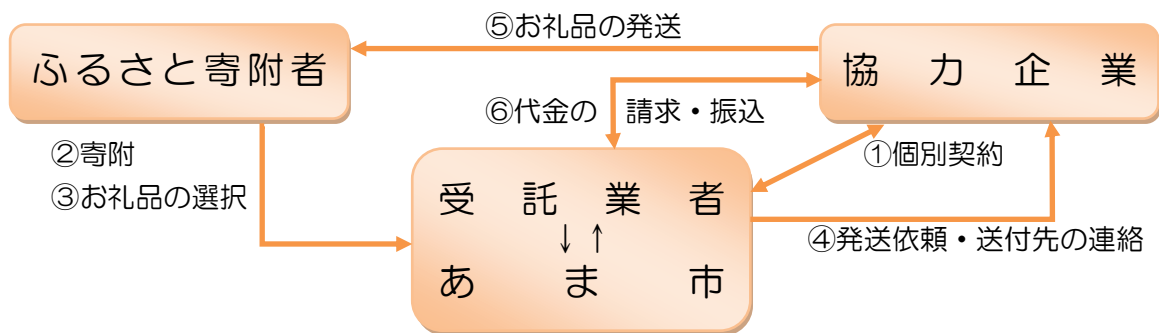 ⑤お礼品の発送
ふるさと寄附者
協力企業
⑥代金の 請求・振込
②寄附
③お礼品の選択
①個別契約
受託業者
↓↑
あま市
④発送依頼・送付先の連絡